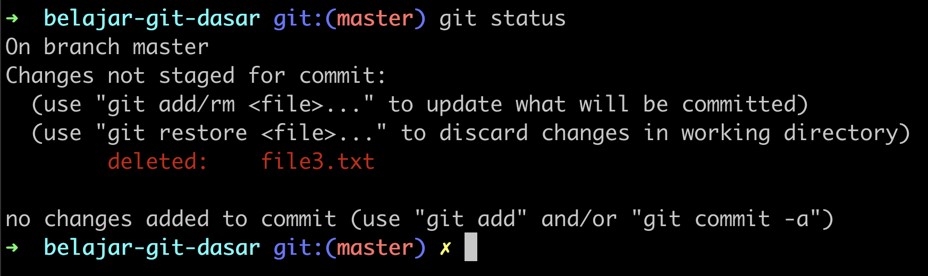 ➜  belajar-git-dasar git:(master) git status
On branch master
Changes not staged for commit:
  (use "git add/rm <file>..." to update what will be committed)
  (use "git restore <file>..." to discard changes in working directory)
        deleted:    file3.txt

no changes added to commit (use "git add" and/or "git commit -a")
➜  belajar-git-dasar git:(master) ✗